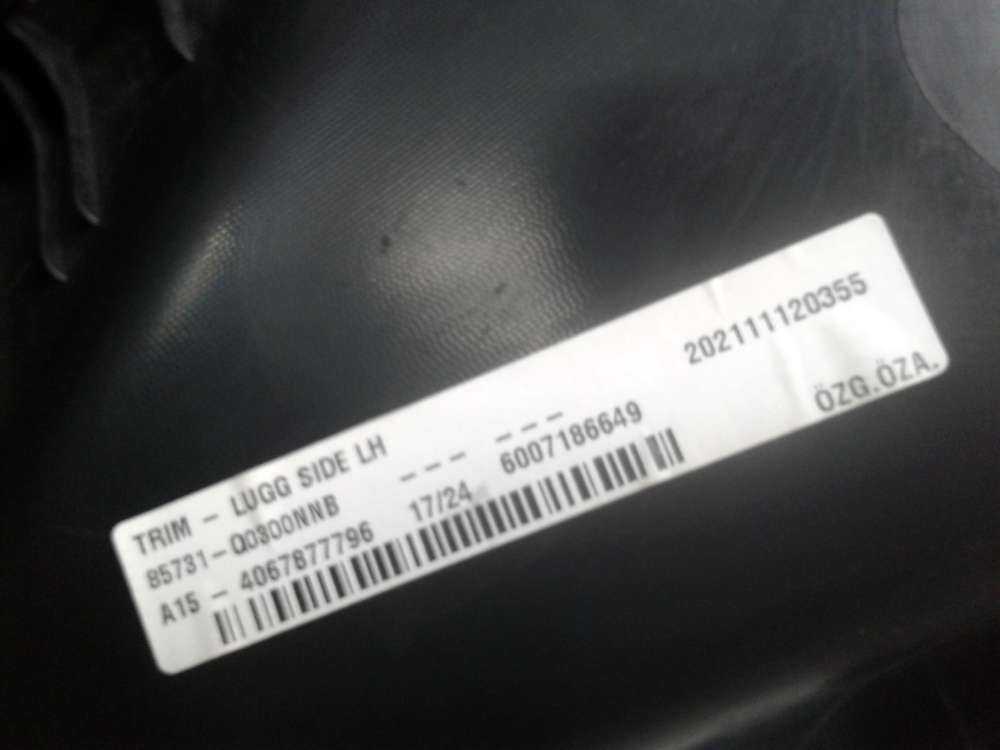 TRIM - LUGG SIDE LH
85731-Q0300NNB --- ---
A15 - 4067877796 17/24 6007186649
202111120355
ÖZG.ÖZA.